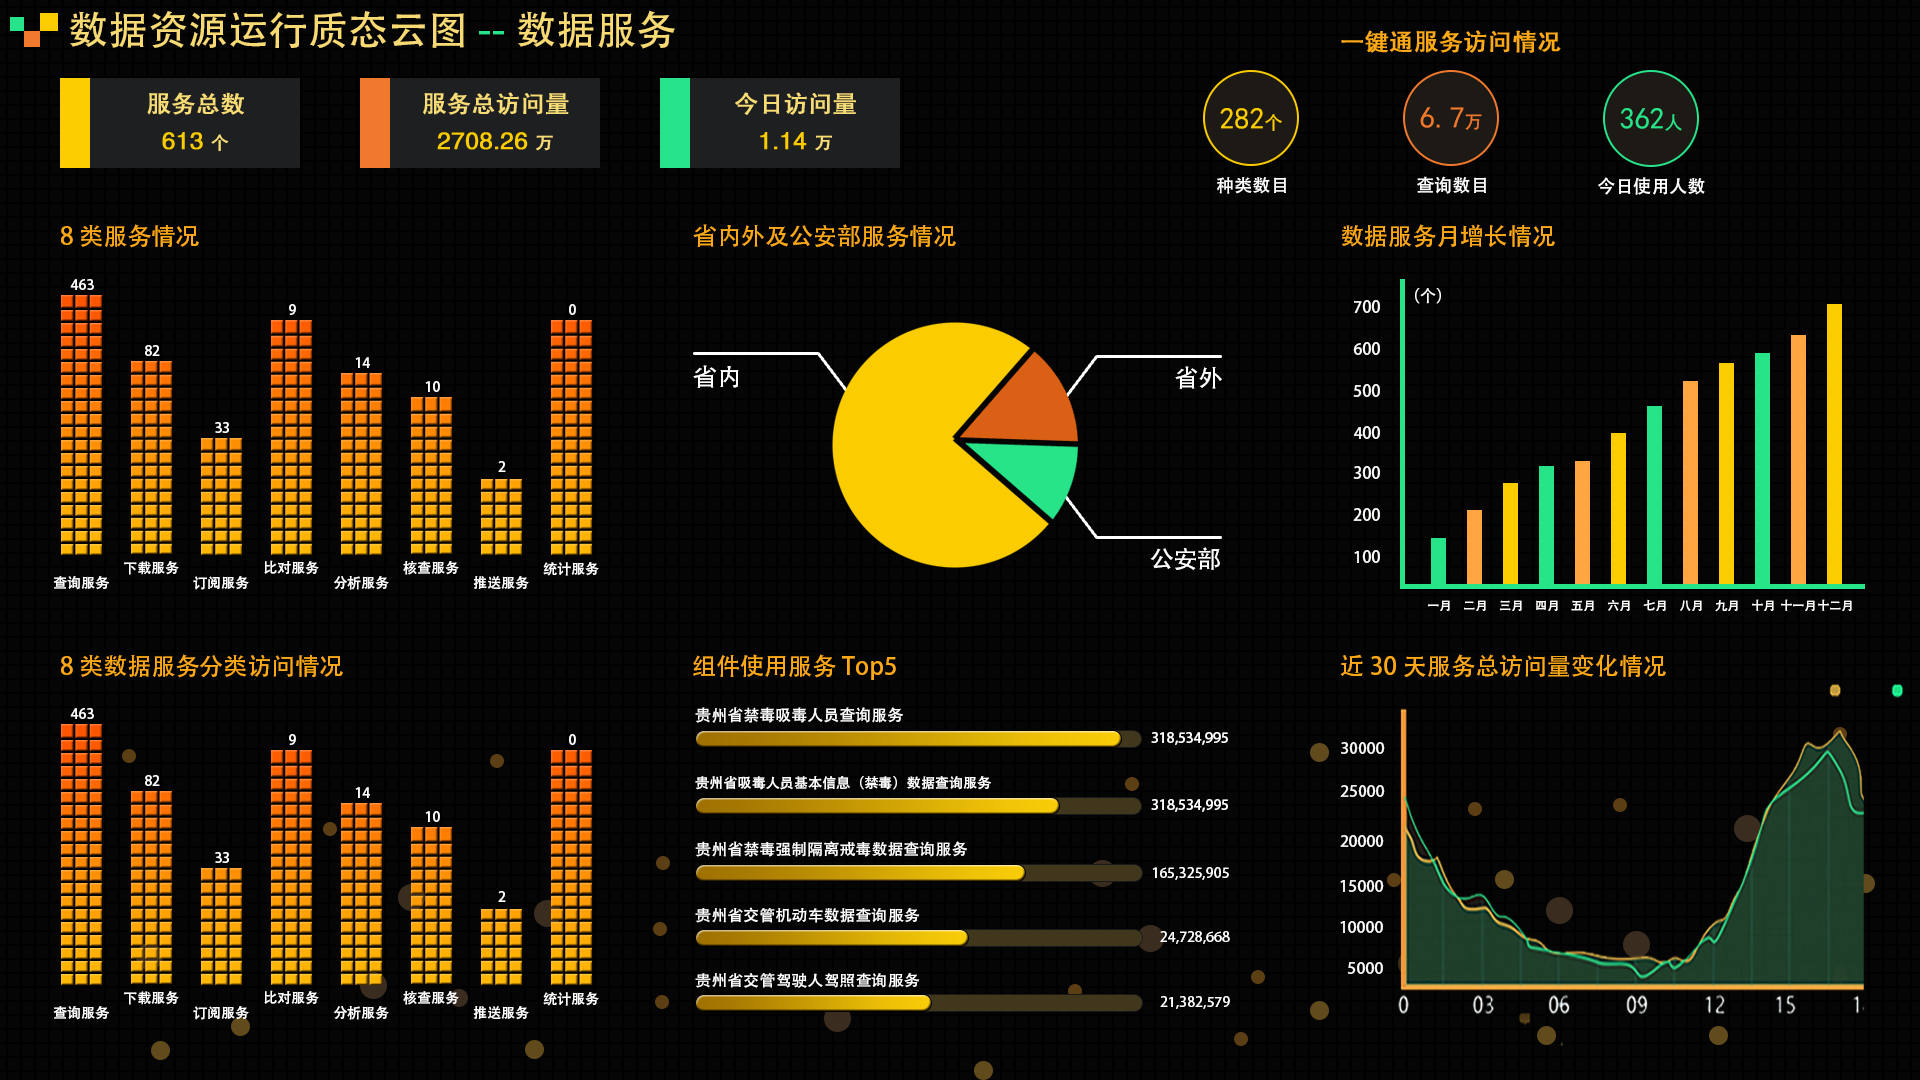 数据资源运行质态云图 -- 数据服务
服务总数
613 个
服务总访问量
2708.26 万
今日访问量
1.14 万
一键通服务访问情况
282个
6.7万
362人
种类数目
查询数目
今日使用人数
8 类服务情况
463
82
33
9
14
10
2
0
查询服务
下载服务
订阅服务
比对服务
分析服务
核查服务
推送服务
统计服务
省内外及公安部服务情况
省内
省外
公安部
数据服务月增长情况
(个)
700
600
500
400
300
200
100
一月 二月 三月 四月 五月 六月 七月 八月 九月 十月 十一月 十二月
8 类数据服务分类访问情况
463
82
33
9
14
10
2
0
查询服务
下载服务
订阅服务
比对服务
分析服务
核查服务
推送服务
统计服务
组件使用服务 Top5
贵州省禁毒吸毒人员查询服务
318,534,995
贵州省吸毒人员基本信息（禁毒）数据查询服务
318,534,995
贵州省禁毒强制隔离戒毒数据查询服务
165,325,905
贵州省交管机动车数据查询服务
24,728,668
贵州省交管驾驶人驾照查询服务
21,382,579
近 30 天服务总访问量变化情况
30000
25000
20000
15000
10000
5000
0 03 06 09 12 15